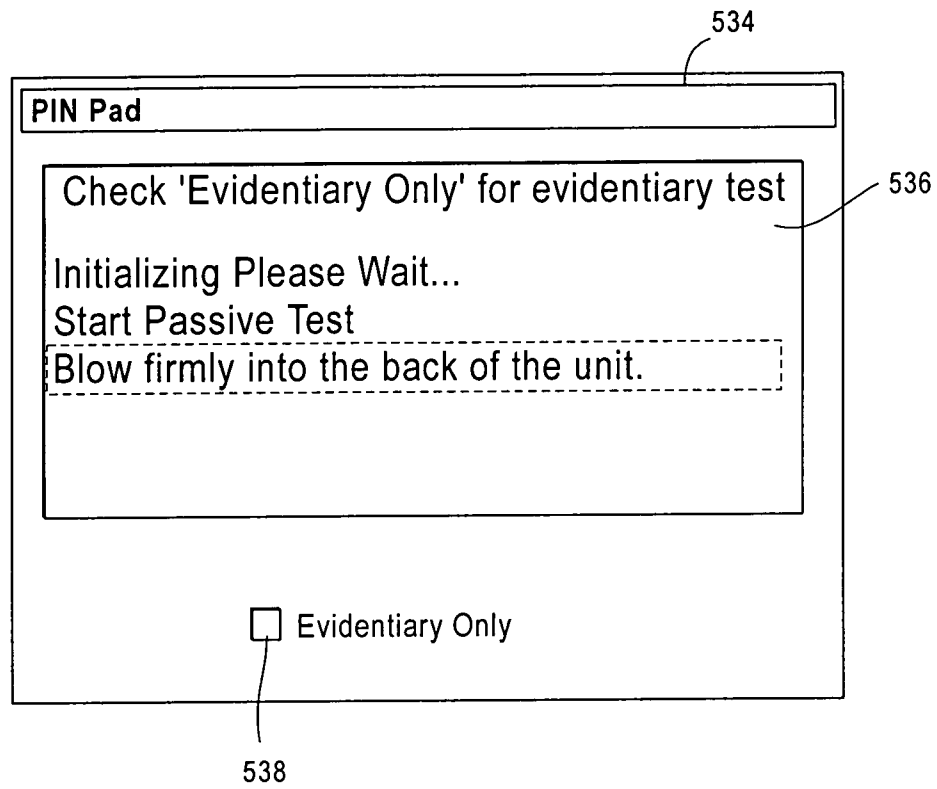 534
PIN Pad
Check 'Evidentiary Only' for evidentiary test
536
Initializing Please Wait...
Start Passive Test
Blow firmly into the back of the unit.
Evidentiary Only
538